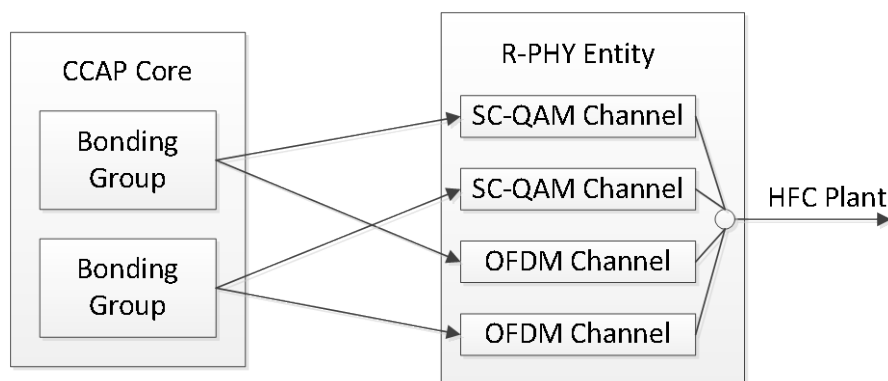 CCAP Core
Bonding
Group
Bonding
Group
R-PHY Entity
SC-QAM Channel
SC-QAM Channel
OFDM Channel
OFDM Channel
HFC Plant